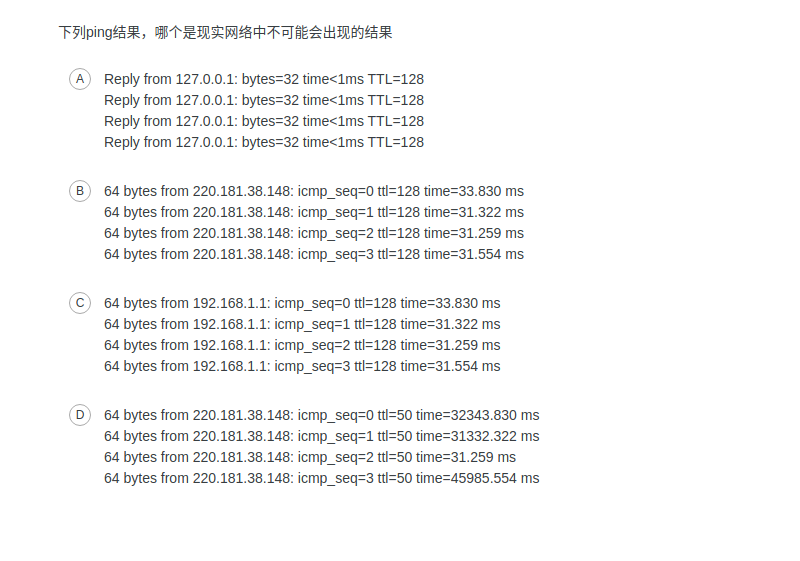 下列ping结果，哪个是现实网络中不可能会出现的结果
A
Reply from 127.0.0.1: bytes=32 time<1ms TTL=128
Reply from 127.0.0.1: bytes=32 time<1ms TTL=128
Reply from 127.0.0.1: bytes=32 time<1ms TTL=128
Reply from 127.0.0.1: bytes=32 time<1ms TTL=128
B
64 bytes from 220.181.38.148: icmp_seq=0 ttl=128 time=33.830 ms
64 bytes from 220.181.38.148: icmp_seq=1 ttl=128 time=31.322 ms
64 bytes from 220.181.38.148: icmp_seq=2 ttl=128 time=31.259 ms
64 bytes from 220.181.38.148: icmp_seq=3 ttl=128 time=31.554 ms
C
64 bytes from 192.168.1.1: icmp_seq=0 ttl=128 time=33.830 ms
64 bytes from 192.168.1.1: icmp_seq=1 ttl=128 time=31.322 ms
64 bytes from 192.168.1.1: icmp_seq=2 ttl=128 time=31.259 ms
64 bytes from 192.168.1.1: icmp_seq=3 ttl=128 time=31.554 ms
D
64 bytes from 220.181.38.148: icmp_seq=0 ttl=50 time=32343.830 ms
64 bytes from 220.181.38.148: icmp_seq=1 ttl=50 time=31332.322 ms
64 bytes from 220.181.38.148: icmp_seq=2 ttl=50 time=31.259 ms
64 bytes from 220.181.38.148: icmp_seq=3 ttl=50 time=45985.554 ms